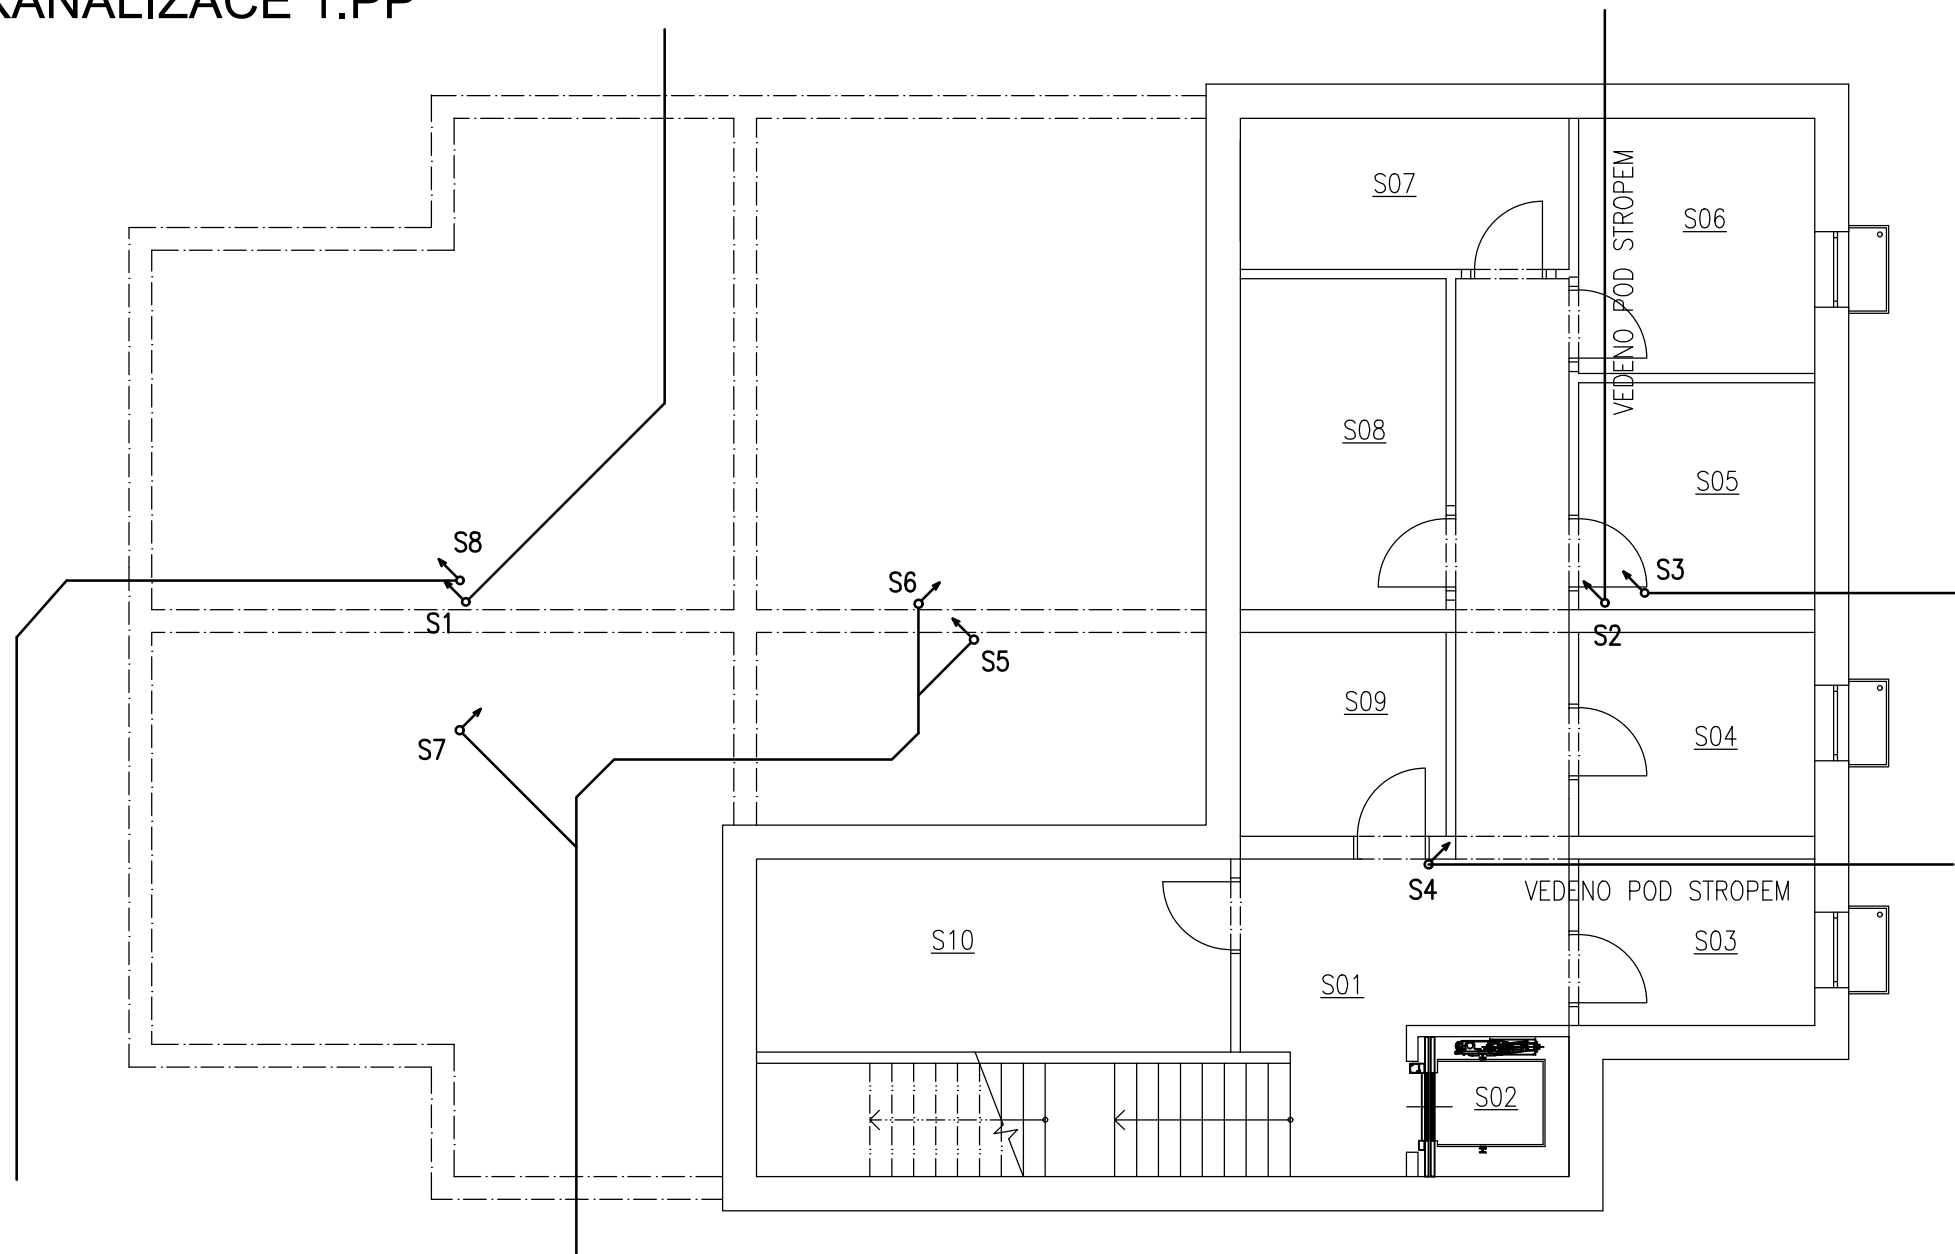 KANALIZACE 1.PP
S07
S06
VEDENO POD STROPEM
S08
S05
S8
S6
S3
S1
S2
S5
S09
S04
S7
S4
VEDENO POD STROPEM
S10
S03
S01
S02